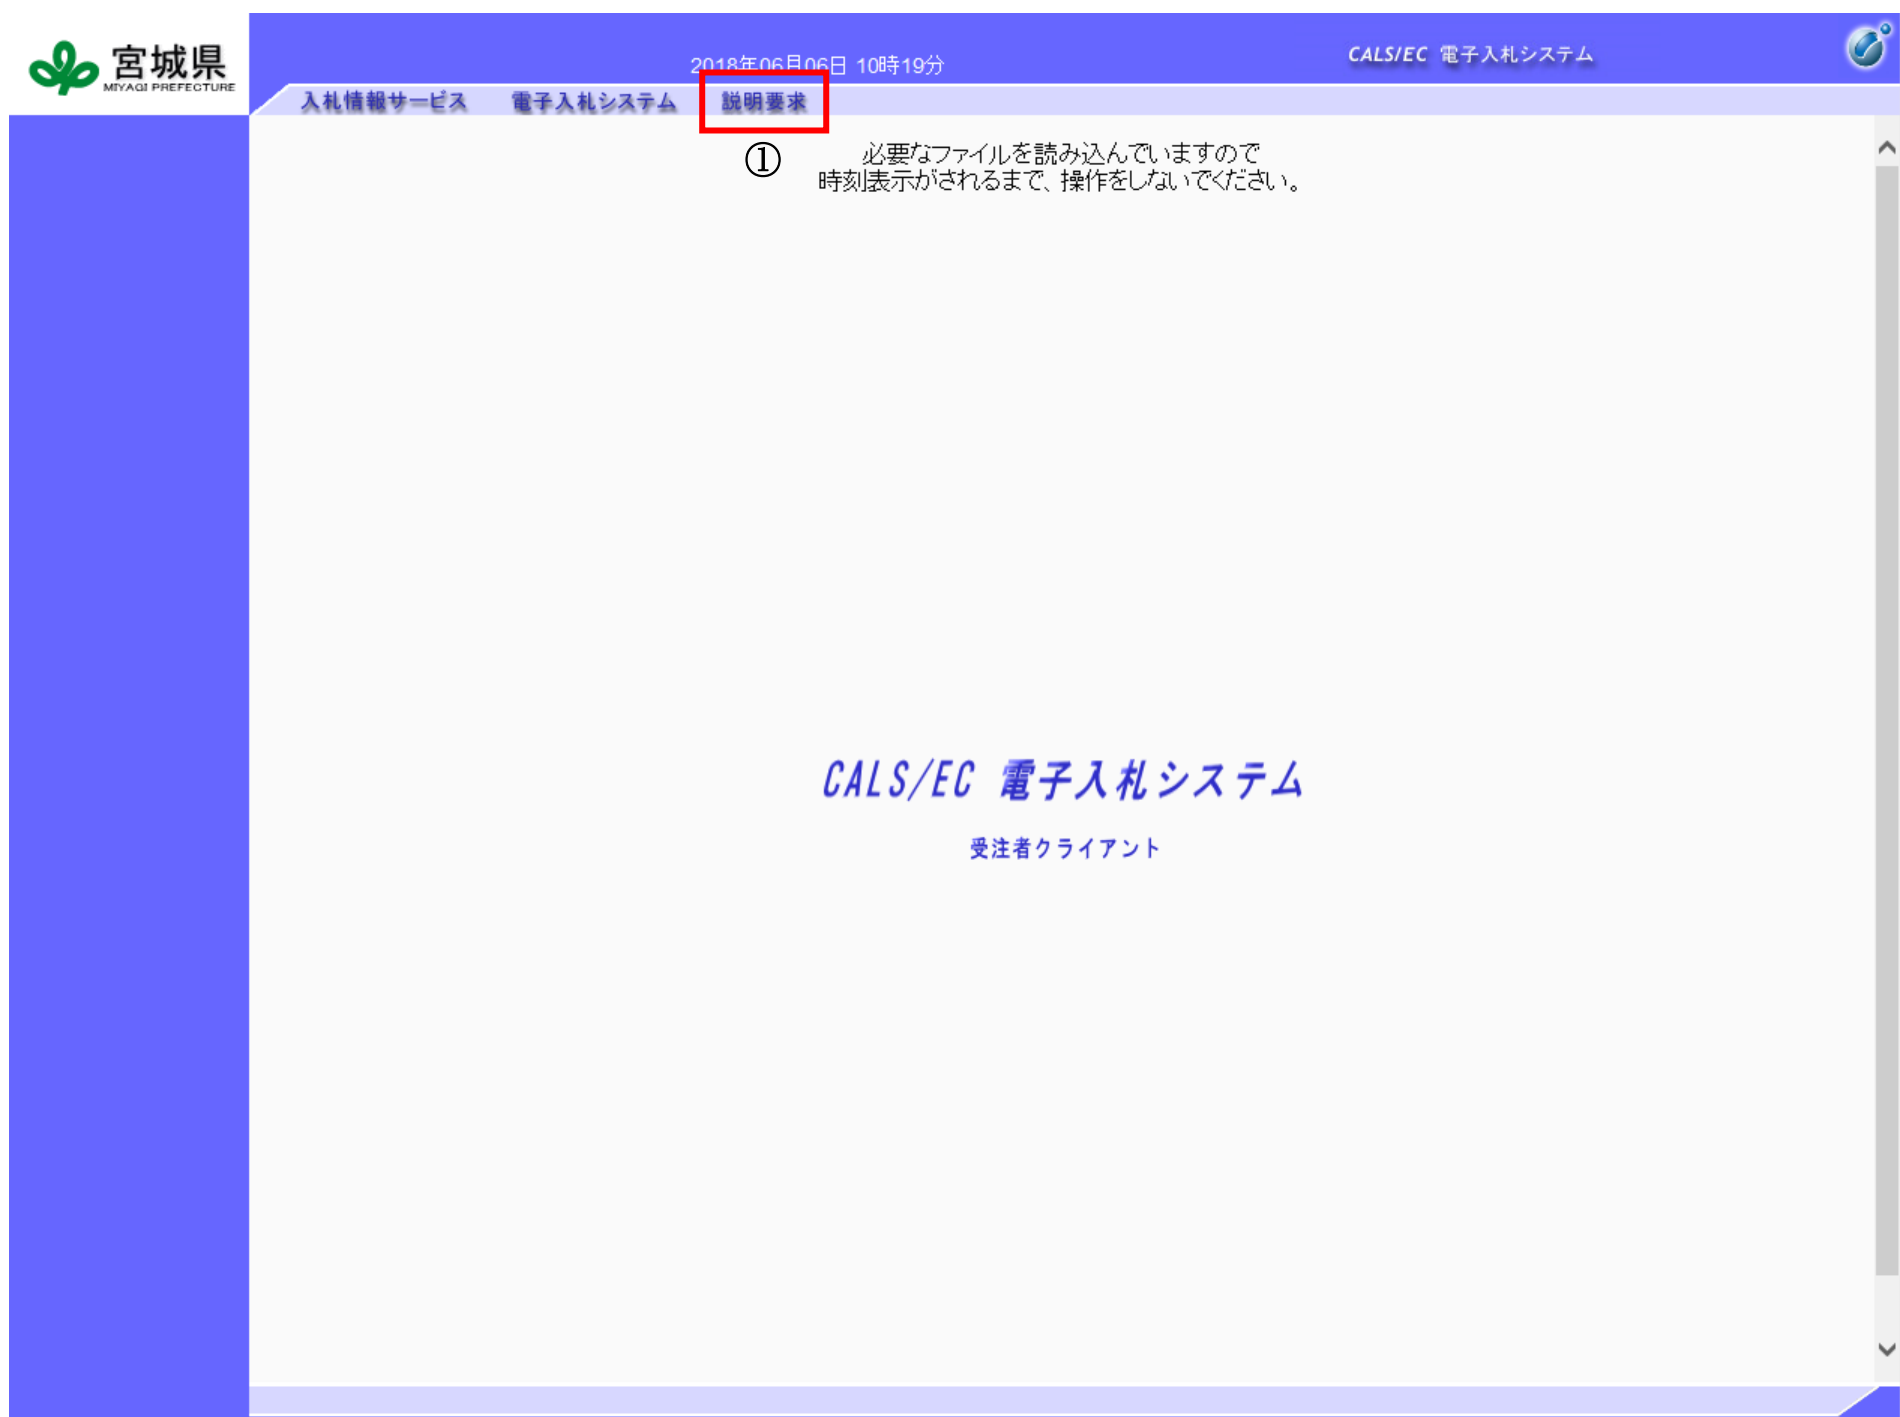 宮城県
MIYAGI PREFECTURE
2018年06月06日 10時19分
CALS/EC 電子入札システム
入札情報サービス 電子入札システム 説明要求
①
必要なファイルを読み込んでいますので
時刻表示がされるまで、操作をしないでください。
CALS/EC 電子入札システム
受注者クライアント